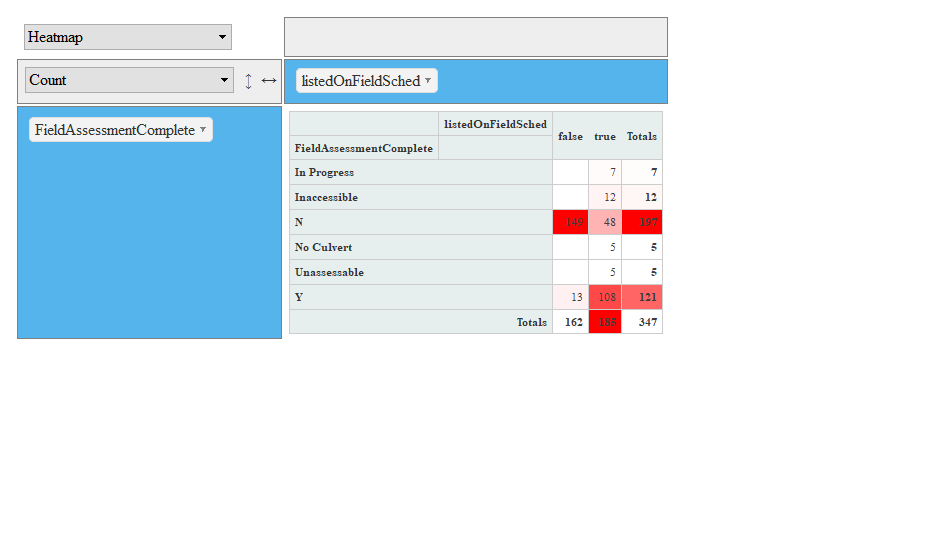 Heatmap
Count ↕ ↔
listedOnFieldSched ▾
FieldAssessmentComplete ▾
listedOnFieldSched false true Totals
FieldAssessmentComplete
In Progress 7 7
Inaccessible 12 12
N 149 48 197
No Culvert 5 5
Unassessable 5 5
Y 13 108 121
Totals 162 185 347